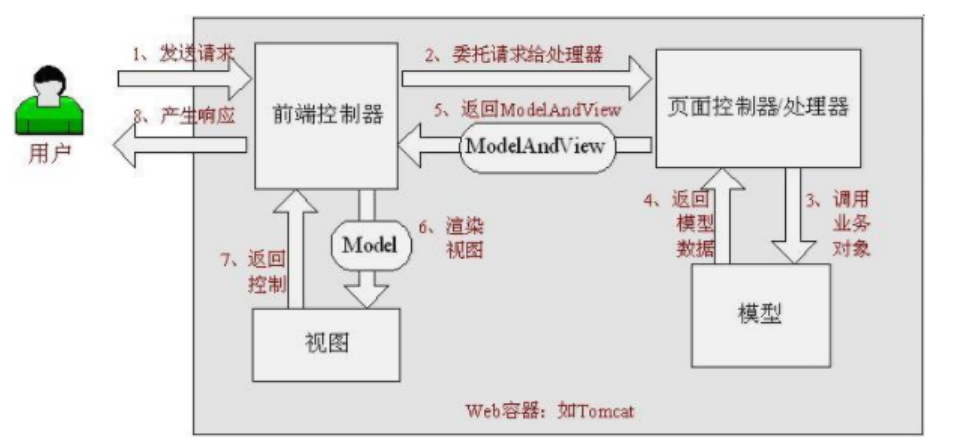 1、发送请求
2、委托请求给处理器
前端控制器
页面控制器/处理器
5、返回ModelAndView
ModelAndView
8、产生响应
用户
4、返回
模型
数据
3、调用
业务
对象
6、渲染
视图
Model
7、返回
控制
视图
模型
Web容器：如Tomcat